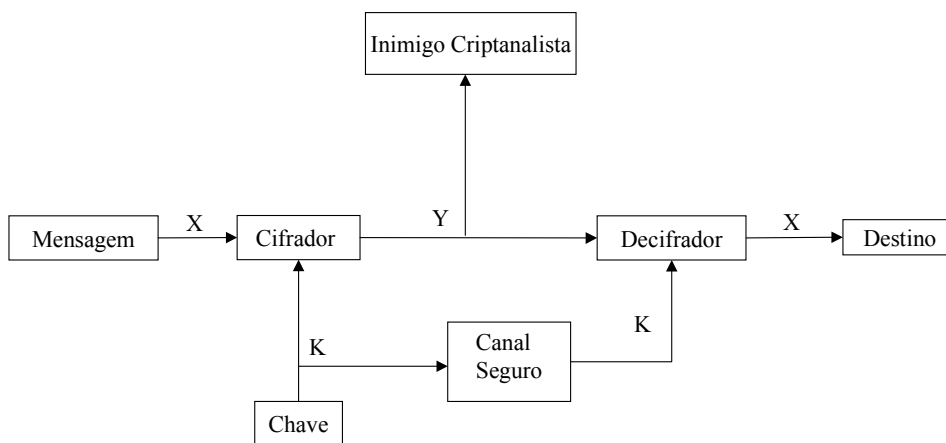 Inimigo Criptanalista
Mensagem
X
Cifrador
Y
Decifrador
X
Destino
K
Canal
Seguro
K
Chave